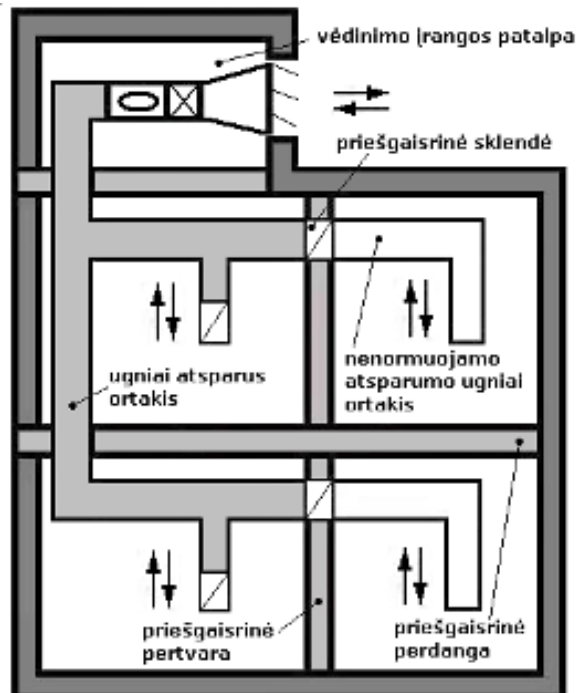 vėdinimo įrangos patalpa
priešgaisrinė sklendė
nenormuojamo
atsparumo ugniai
ortakis
ugniai atsparus
ortakis
priešgaisrinė
pertvara
priešgaisrinė
perdanga